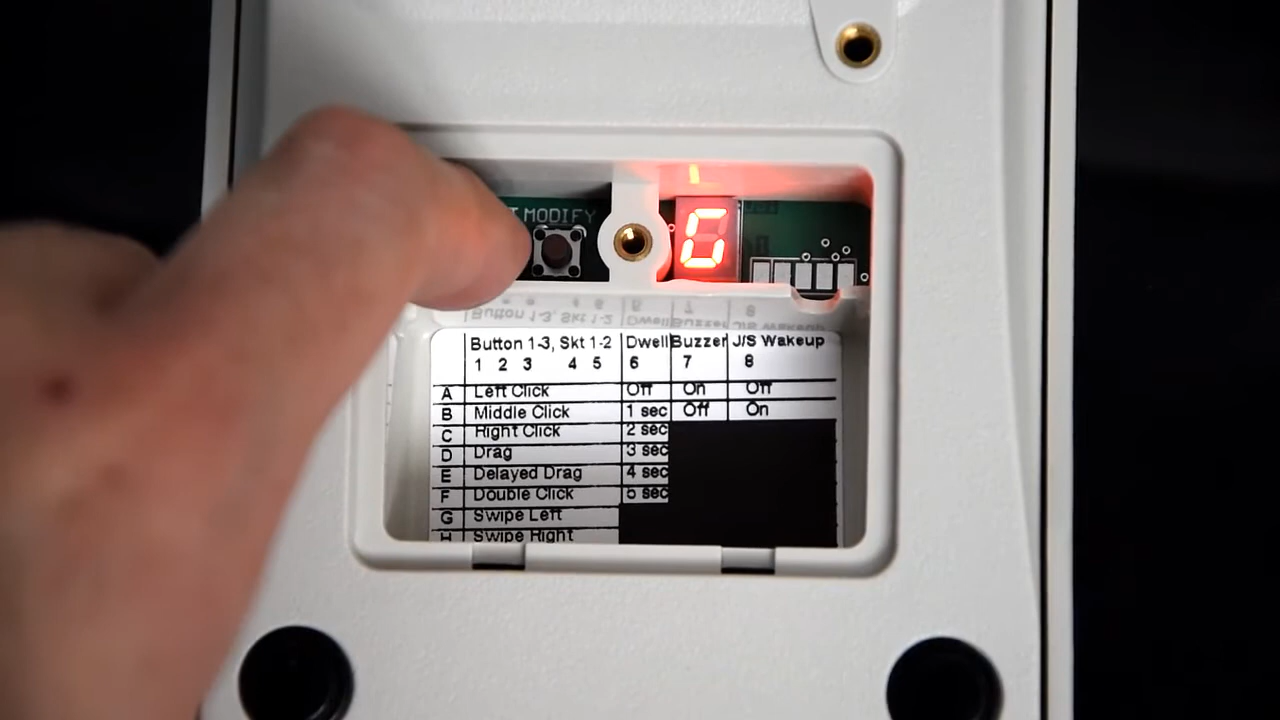 MODIFY
G
Button 1-3, Skt 1-2 Dwell Buzzer J/S Wakeup
1 2 3 4 5 6 7 8
A Left Click Off On Off
B Middle Click 1 sec Off On
C Right Click 2 sec
D Drag 3 sec
E Delayed Drag 4 sec
F Double Click 5 sec
G Swipe Left
H Swipe Right